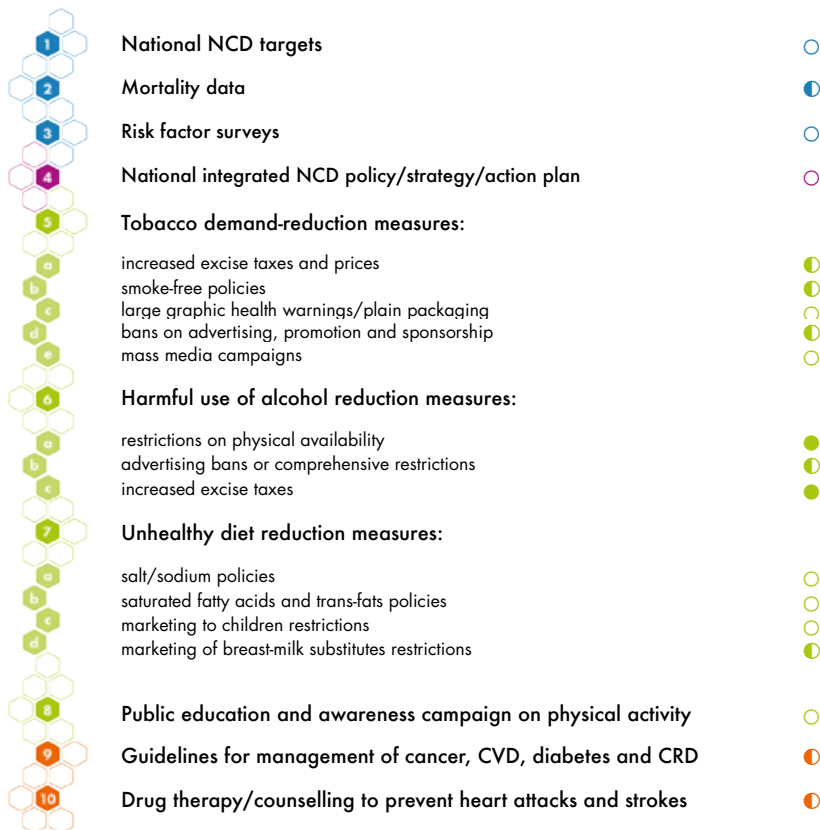 1 National NCD targets
2 Mortality data
3 Risk factor surveys
4 National integrated NCD policy/strategy/action plan
5 Tobacco demand-reduction measures:
a increased excise taxes and prices
b smoke-free policies
c large graphic health warnings/plain packaging
d bans on advertising, promotion and sponsorship
e mass media campaigns
6 Harmful use of alcohol reduction measures:
a restrictions on physical availability
b advertising bans or comprehensive restrictions
c increased excise taxes
7 Unhealthy diet reduction measures:
a salt/sodium policies
b saturated fatty acids and trans-fats policies
c marketing to children restrictions
d marketing of breast-milk substitutes restrictions
8 Public education and awareness campaign on physical activity
9 Guidelines for management of cancer, CVD, diabetes and CRD
10 Drug therapy/counselling to prevent heart attacks and strokes